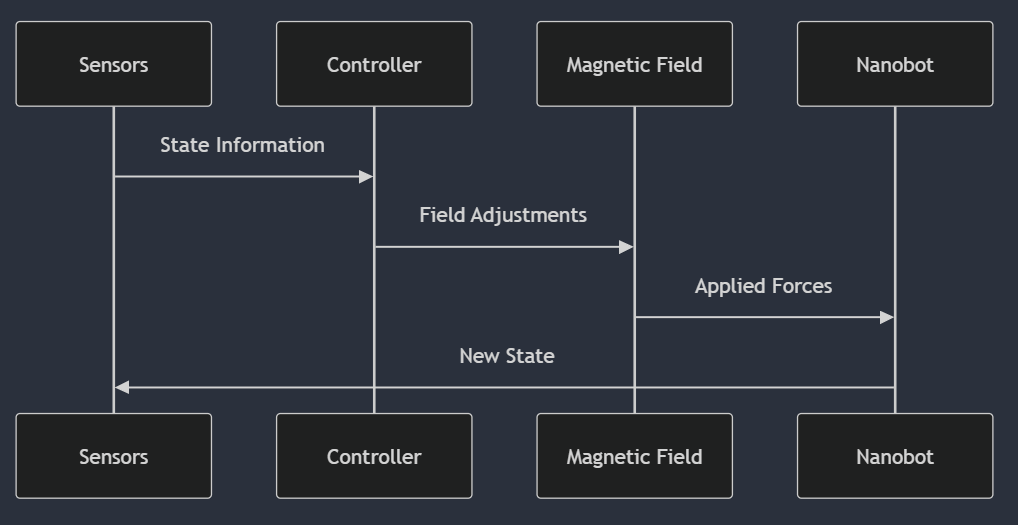 Sensors
Controller
Magnetic Field
Nanobot
State Information
Field Adjustments
Applied Forces
New State
Sensors
Controller
Magnetic Field
Nanobot